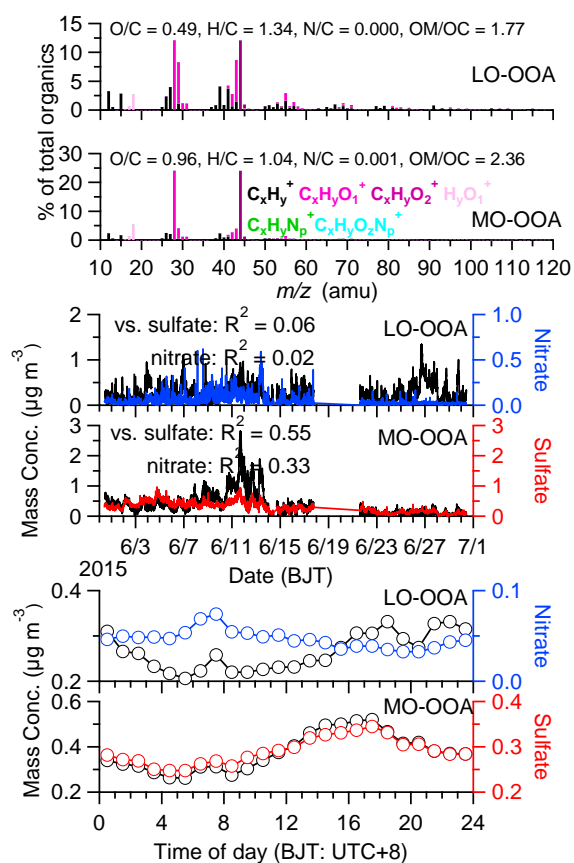 O/C = 0.49, H/C = 1.34, N/C = 0.000, OM/OC = 1.77
LO-OOA
15
10
5
0
% of total organics
O/C = 0.96, H/C = 1.04, N/C = 0.001, OM/OC = 2.36
CxHy+ CxHyO1+ CxHyO2+ HyO1+
CxHyNp+ CxHyOzNp+
MO-OOA
30
20
10
0
10 20 30 40 50 60 70 80 90 100 110 120
m/z (amu)
vs. sulfate: R2 = 0.06
nitrate: R2 = 0.02
LO-OOA
2
1
0
1.0
0.5
0.0
Nitrate
Mass Conc. (µg m-3)
vs. sulfate: R2 = 0.55
nitrate: R2 = 0.33
MO-OOA
3
2
1
0
3
2
1
0
Sulfate
6/3 6/7 6/11 6/15 6/19 6/23 6/27 7/1
2015
Date (BJT)
LO-OOA
0.4
0.2
0.1
0.0
Nitrate
Mass Conc. (µg m-3)
MO-OOA
0.6
0.4
0.2
0.4
0.3
0.2
Sulfate
0 4 8 12 16 20 24
Time of day (BJT: UTC+8)